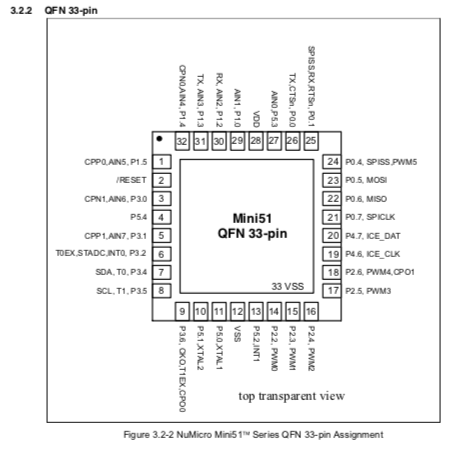 3.2.2 QFN 33-pin
CPN0,AIN4, P1.4
TX, AIN3, P1.3
RX, AIN2, P1.2
AIN1, P1.0
VDD
AIN0,P5.3
TX,CTSn, P0.0
SPISS,RX,RTSn, P0.1
32 31 30 29 28 27 26 25
CPP0,AIN5, P1.5 1
/RESET 2
CPN1,AIN6, P3.0 3
P5.4 4
CPP1,AIN7, P3.1 5
T0EX,STADC,INT0, P3.2 6
SDA, T0, P3.4 7
SCL, T1, P3.5 8
Mini51
QFN 33-pin
33 VSS
24 P0.4, SPISS,PWM5
23 P0.5, MOSI
22 P0.6, MISO
21 P0.7, SPICLK
20 P4.7, ICE_DAT
19 P4.6, ICE_CLK
18 P2.6, PWM4,CPO1
17 P2.5, PWM3
9 10 11 12 13 14 15 16
P3.6, CKO,T1EX,CPO0
P5.1,XTAL2
P5.0,XTAL1
VSS
P5.2,INT1
P2.2, PWM0
P2.3, PWM1
P2.4, PWM2
top transparent view
Figure 3.2-2 NuMicro Mini51™ Series QFN 33-pin Assignment